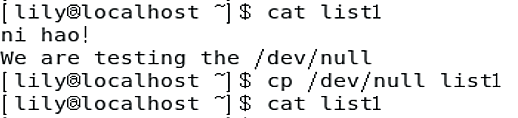 [lily@localhost ~]$ cat list1
ni hao!
We are testing the /dev/null
[lily@localhost ~]$ cp /dev/null list1
[lily@localhost ~]$ cat list1